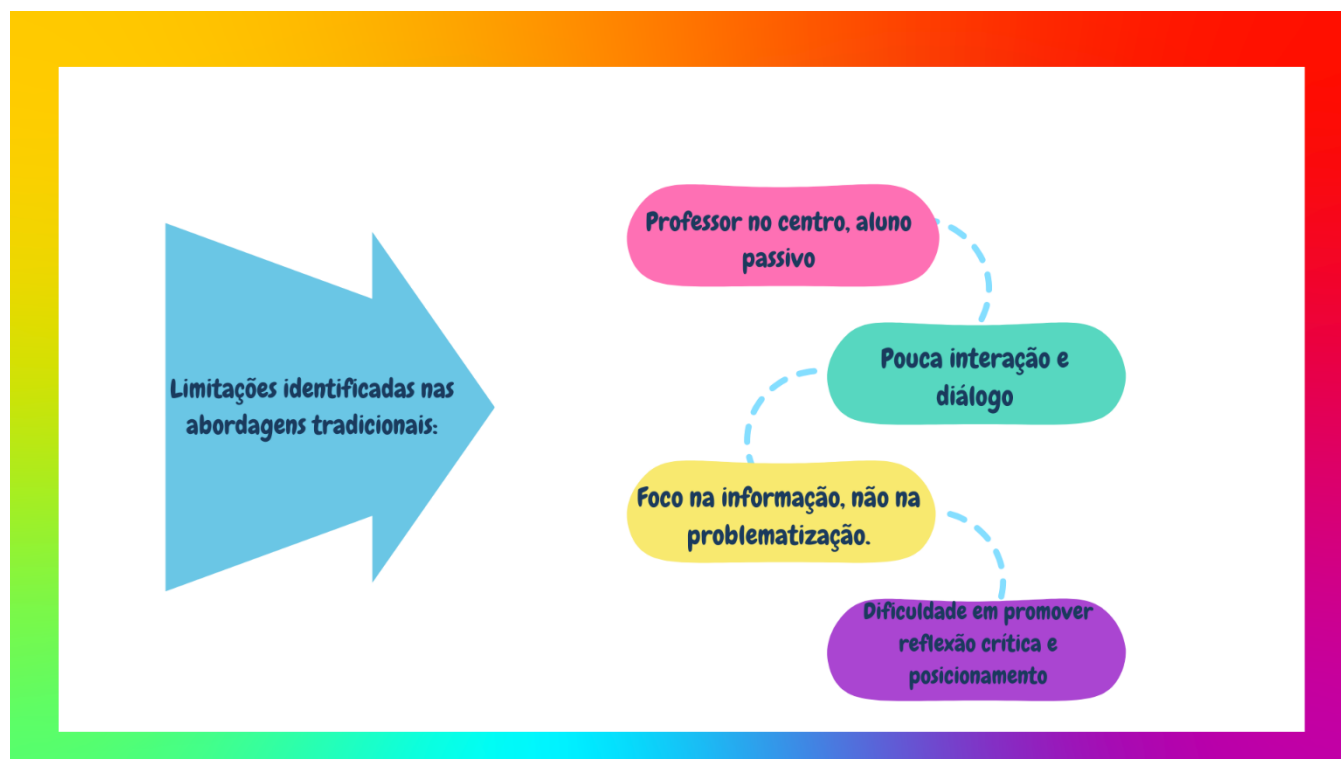 Limitações identificadas nas
abordagens tradicionais:
Professor no centro, aluno
passivo
Pouca interação e
diálogo
Foco na informação, não na
problematização.
Dificuldade em promover
reflexão crítica e
posicionamento